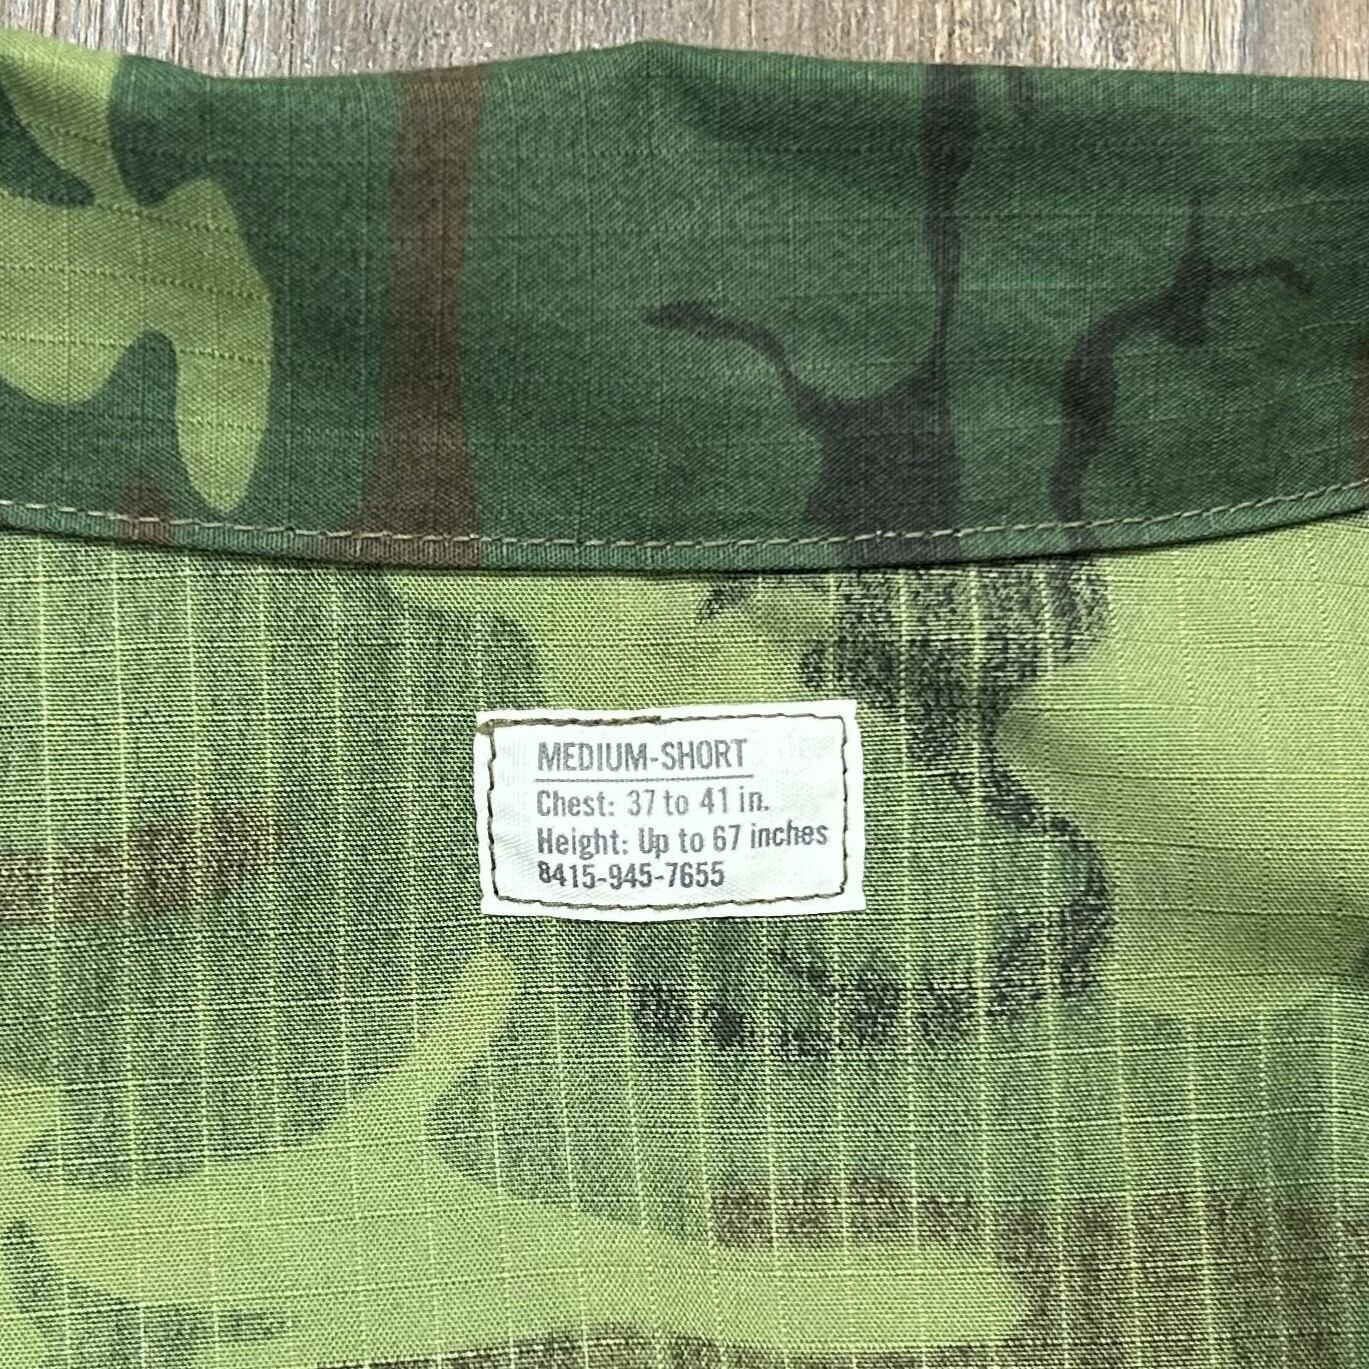 MEDIUM-SHORT
Chest: 37 to 41 in.
Height: Up to 67 inches
8415-945-7655